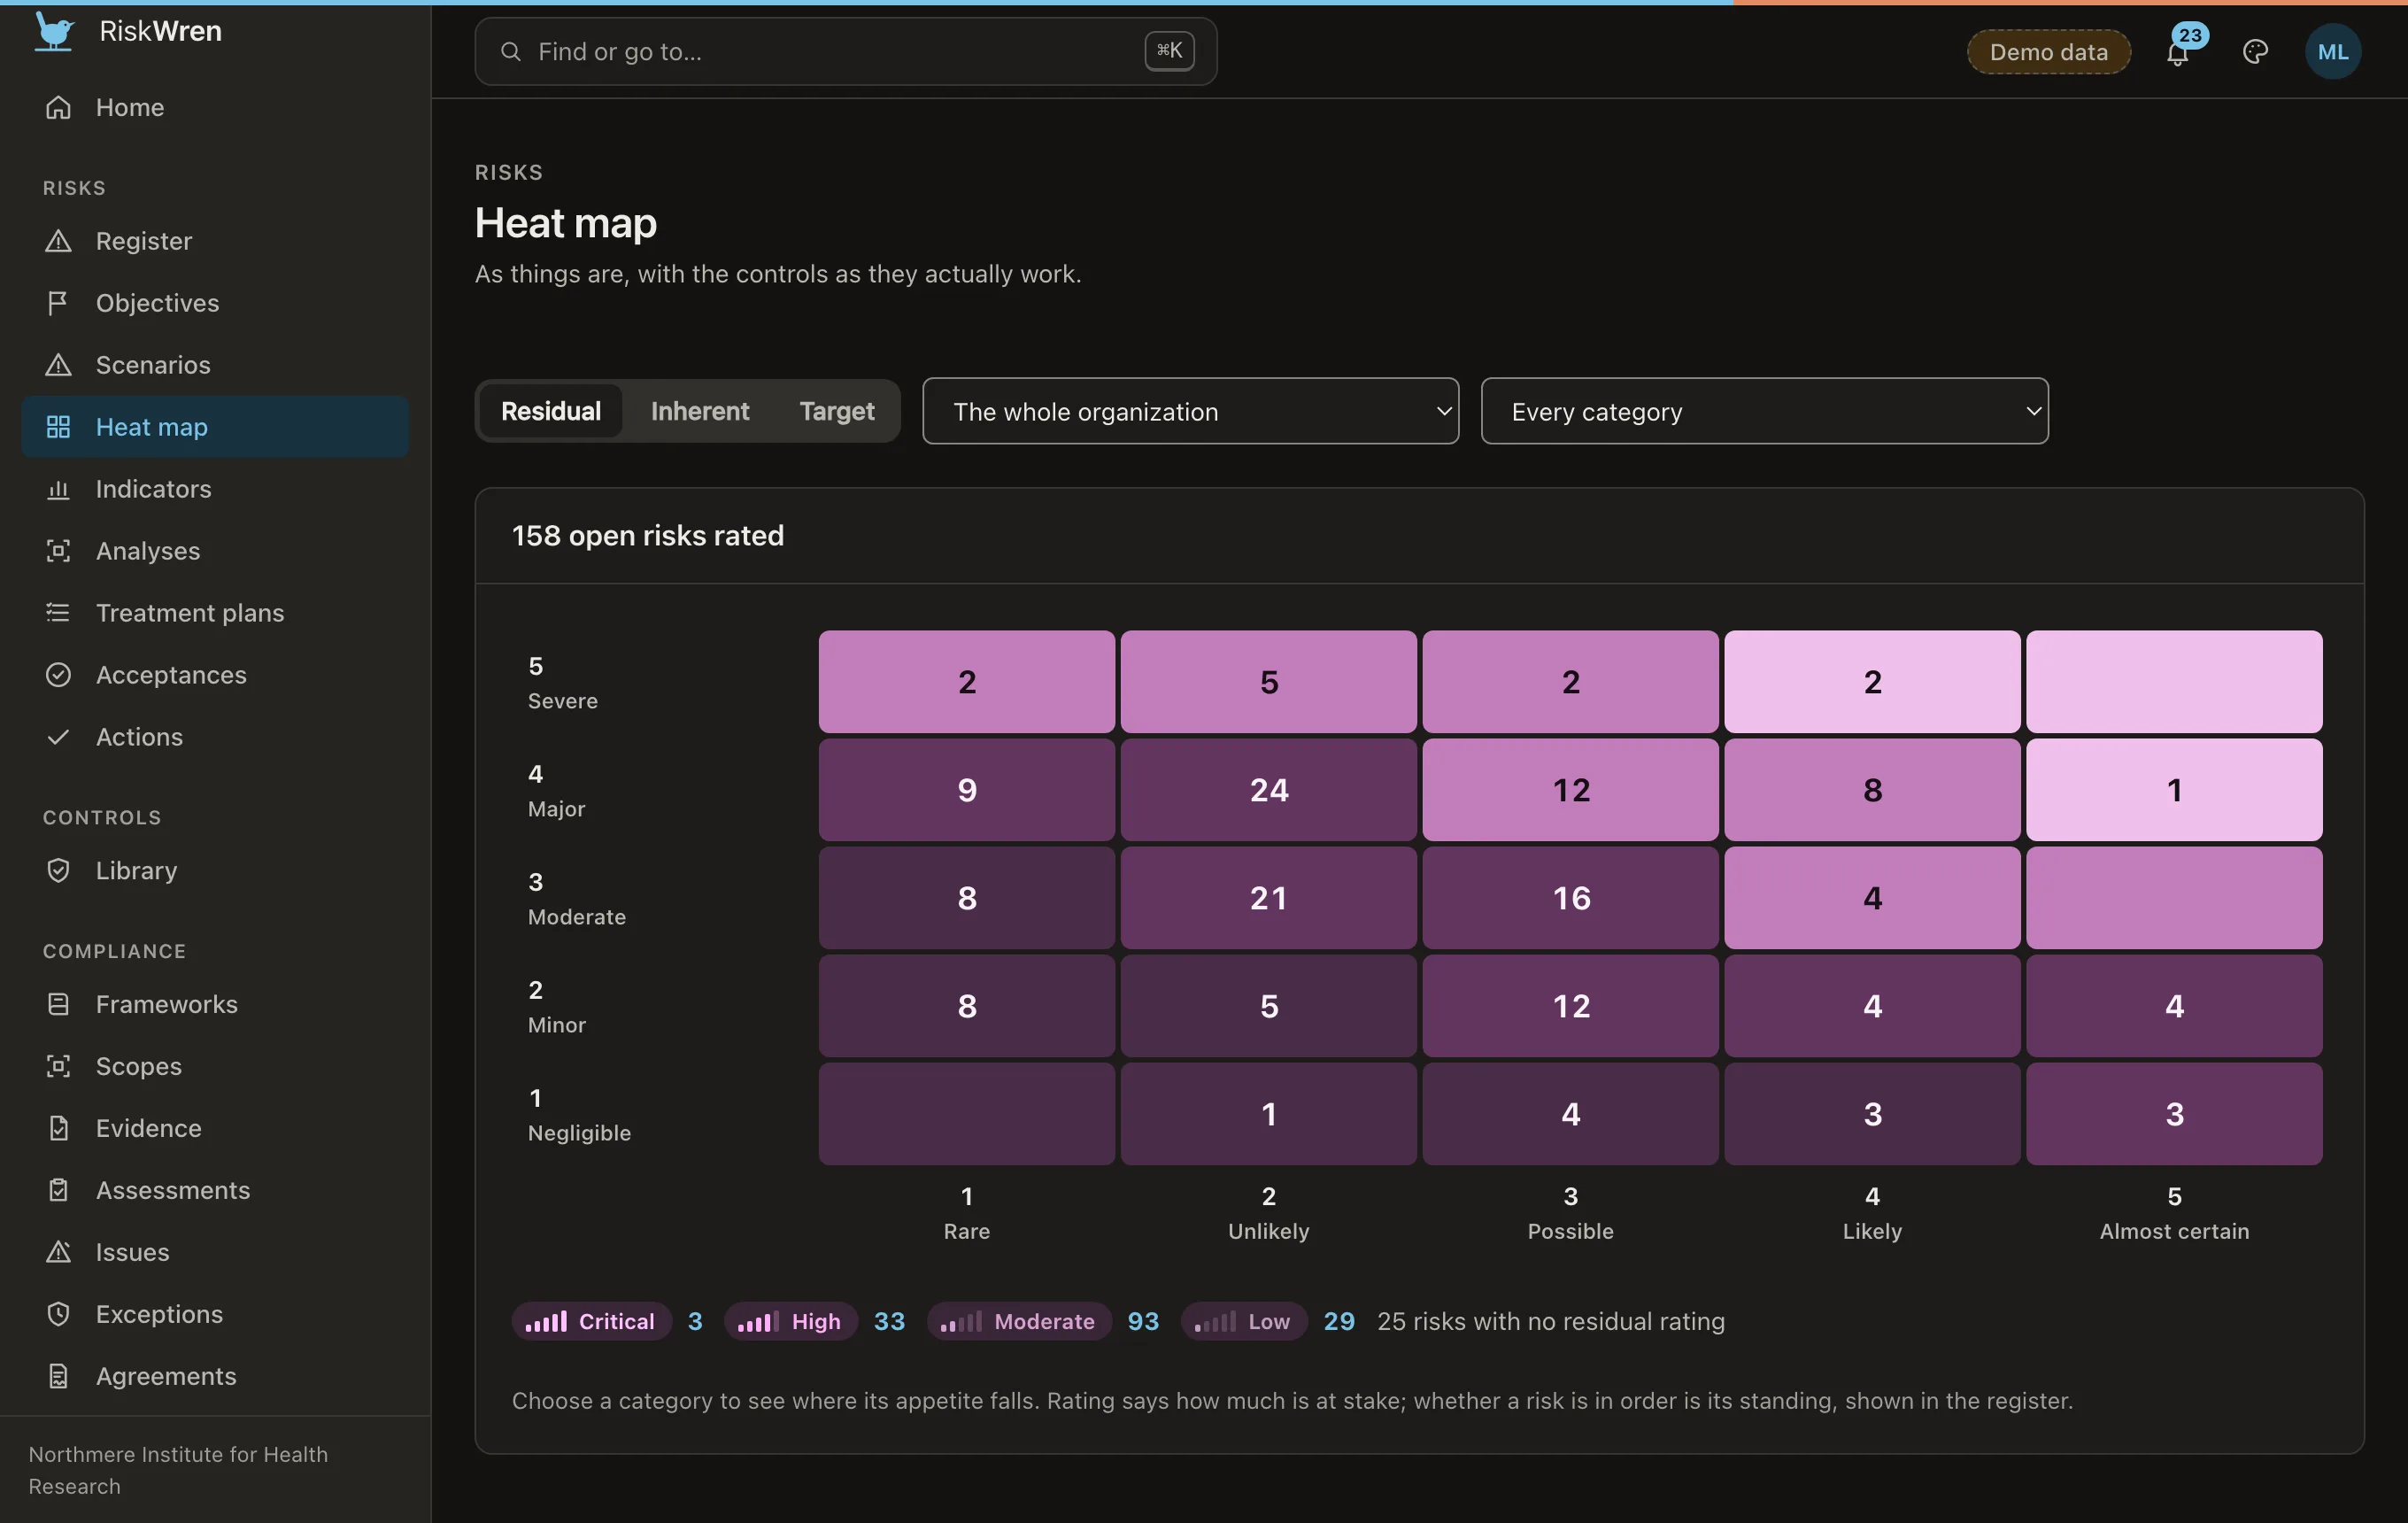 RiskWren
Find or go to...
⌘K
Demo data
23
ML
Home
RISKS
Register
Objectives
Scenarios
Heat map
Indicators
Analyses
Treatment plans
Acceptances
Actions
CONTROLS
Library
COMPLIANCE
Frameworks
Scopes
Evidence
Assessments
Issues
Exceptions
Agreements
Northmere Institute for Health
Research
RISKS
Heat map
As things are, with the controls as they actually work.
Residual Inherent Target
The whole organization
Every category
158 open risks rated
5
Severe
2 5 2 2
4
Major
9 24 12 8 1
3
Moderate
8 21 16 4
2
Minor
8 5 12 4 4
1
Negligible
1 4 3 3
1 2 3 4 5
Rare Unlikely Possible Likely Almost certain
Critical 3 High 33 Moderate 93 Low 29 25 risks with no residual rating
Choose a category to see where its appetite falls. Rating says how much is at stake; whether a risk is in order is its standing, shown in the register.